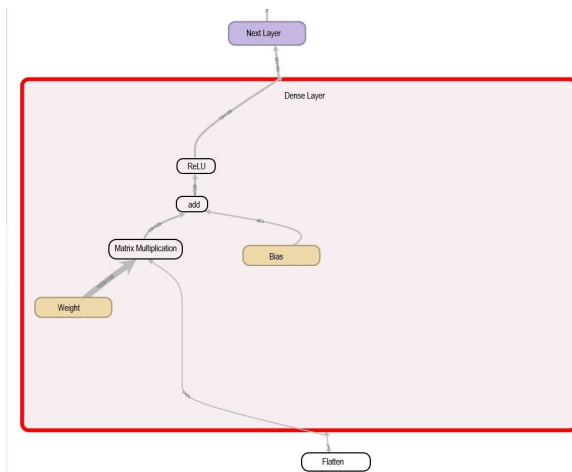 Next Layer
Dense Layer
ReLU
add
Matrix Multiplication
Bias
Weight
Flatten